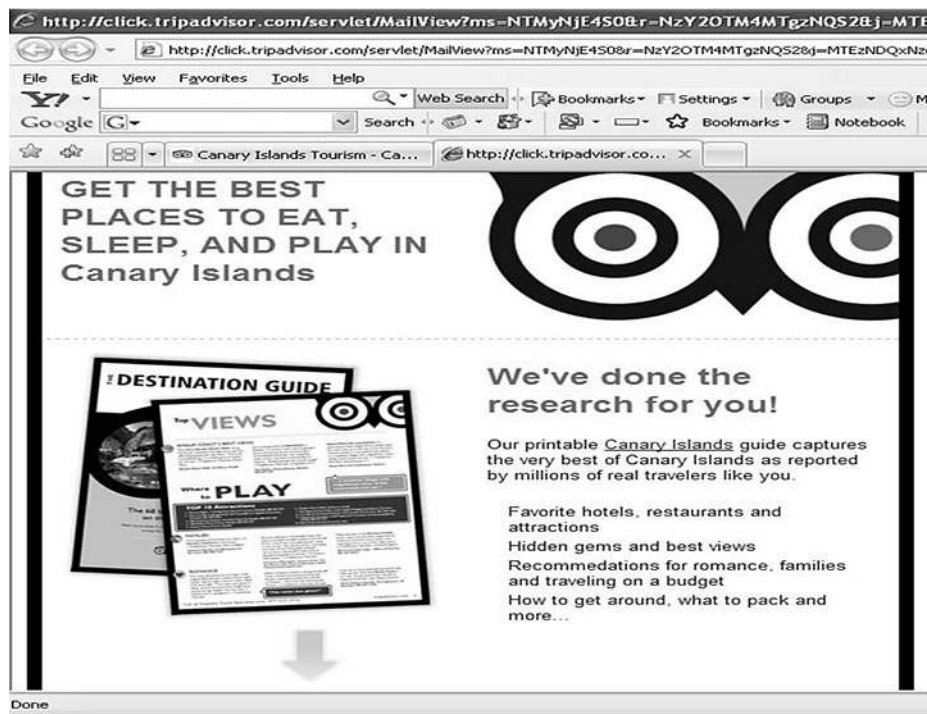 http://click.tripadvisor.com/servlet/MailView?ms=NTMyNjE4S0&r=NzY2OTM4MTgzNQS2&j=MTE
http://click.tripadvisor.com/servlet/MailView?ms=NTMyNjE4S0&r=NzY2OTM4MTgzNQS2&j=MTEzNDQxNz
File Edit View Favorites Tools Help
Y! Web Search Bookmarks Settings Groups M
Google G Search Bookmarks Notebook
Canary Islands Tourism - Ca... http://click.tripadvisor.co...
GET THE BEST
PLACES TO EAT,
SLEEP, AND PLAY IN
Canary Islands
THE DESTINATION GUIDE
Top VIEWS
Where
to PLAY
TOP 10 Attractions
We've done the
research for you!
Our printable Canary Islands guide captures
the very best of Canary Islands as reported
by millions of real travelers like you.
Favorite hotels, restaurants and
attractions
Hidden gems and best views
Recommedations for romance, families
and traveling on a budget
How to get around, what to pack and
more...
Done